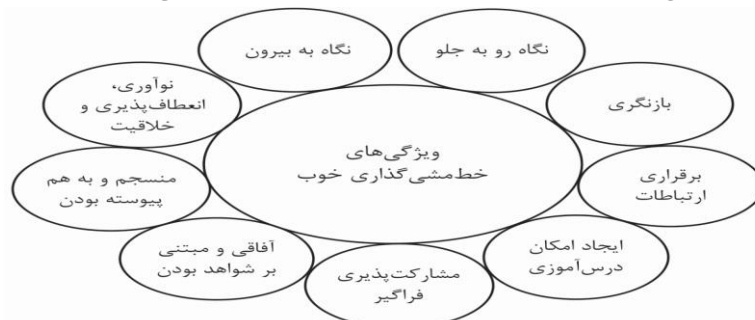 نگاه رو به جلو
نگاه به بیرون
بازنگری
نوآوری،
انعطاف‌پذیری و
خلاقیت
ویژگی‌های
خط‌مشی‌گذاری خوب
برقراری
ارتباطات
منسجم و به هم
پیوسته بودن
ایجاد امکان
درس‌آموزی
آفاقی و مبتنی
بر شواهد بودن
مشارکت‌پذیری
فراگیر